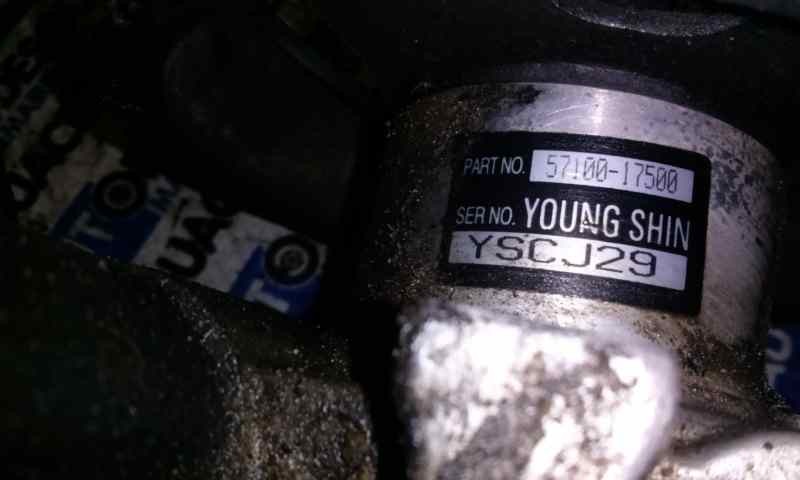 PART NO. 57100-17500
SER NO. YOUNG SHIN
YSCJ29